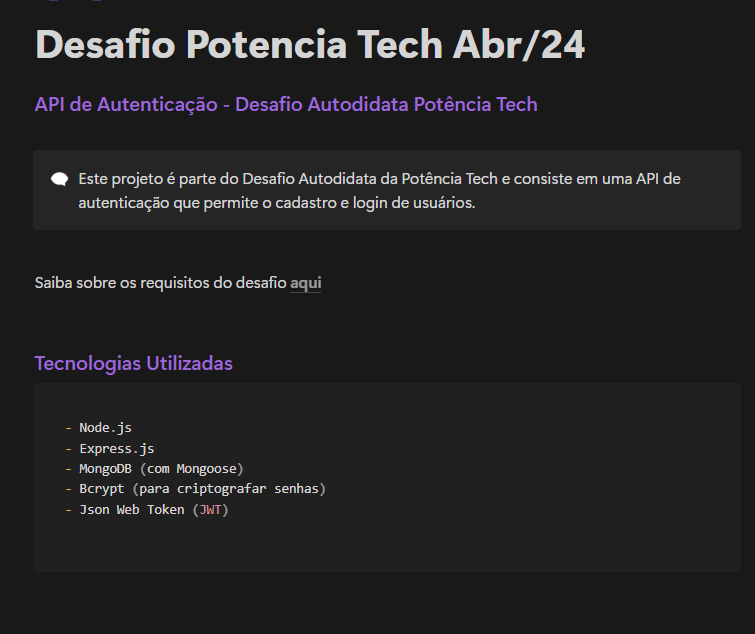 Desafio Potencia Tech Abr/24
API de Autenticação - Desafio Autodidata Potência Tech
Este projeto é parte do Desafio Autodidata da Potência Tech e consiste em uma API de
autenticação que permite o cadastro e login de usuários.
Saiba sobre os requisitos do desafio aqui
Tecnologias Utilizadas
- Node.js
- Express.js
- MongoDB (com Mongoose)
- Bcrypt (para criptografar senhas)
- Json Web Token (JWT)